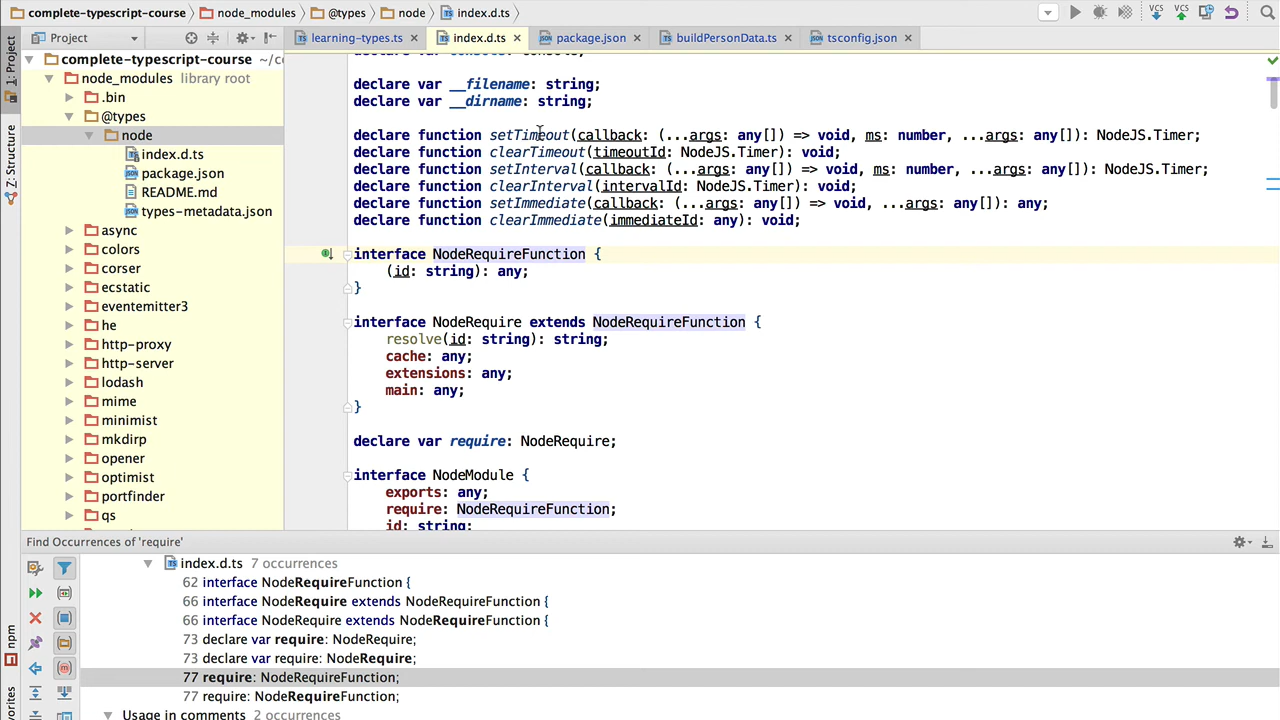 complete-typescript-course node_modules @types node index.d.ts
VCS VCS
Project
learning-types.ts index.d.ts package.json buildPersonData.ts tsconfig.json
1: Project
Z: Structure
npm
complete-typescript-course
node_modules library root
.bin
@types
node
index.d.ts
package.json
README.md
types-metadata.json
async
colors
corser
ecstatic
eventemitter3
he
http-proxy
http-server
lodash
mime
minimist
mkdirp
opener
optimist
portfinder
qs
declare var __filename: string;
declare var __dirname: string;
declare function setTimeout(callback: (...args: any[]) => void, ms: number, ...args: any[]): NodeJS.Timer;
declare function clearTimeout(timeoutId: NodeJS.Timer): void;
declare function setInterval(callback: (...args: any[]) => void, ms: number, ...args: any[]): NodeJS.Timer;
declare function clearInterval(intervalId: NodeJS.Timer): void;
declare function setImmediate(callback: (...args: any[]) => void, ...args: any[]): any;
declare function clearImmediate(immediateId: any): void;
interface NodeRequireFunction {
(id: string): any;
}
interface NodeRequire extends NodeRequireFunction {
resolve(id: string): string;
cache: any;
extensions: any;
main: any;
}
declare var require: NodeRequire;
interface NodeModule {
exports: any;
require: NodeRequireFunction;
id: string;
Find Occurrences of 'require'
index.d.ts 7 occurrences
62 interface NodeRequireFunction {
66 interface NodeRequire extends NodeRequireFunction {
66 interface NodeRequire extends NodeRequireFunction {
73 declare var require: NodeRequire;
73 declare var require: NodeRequire;
77 require: NodeRequireFunction;
77 require: NodeRequireFunction;
Usage in comments 2 occurrences